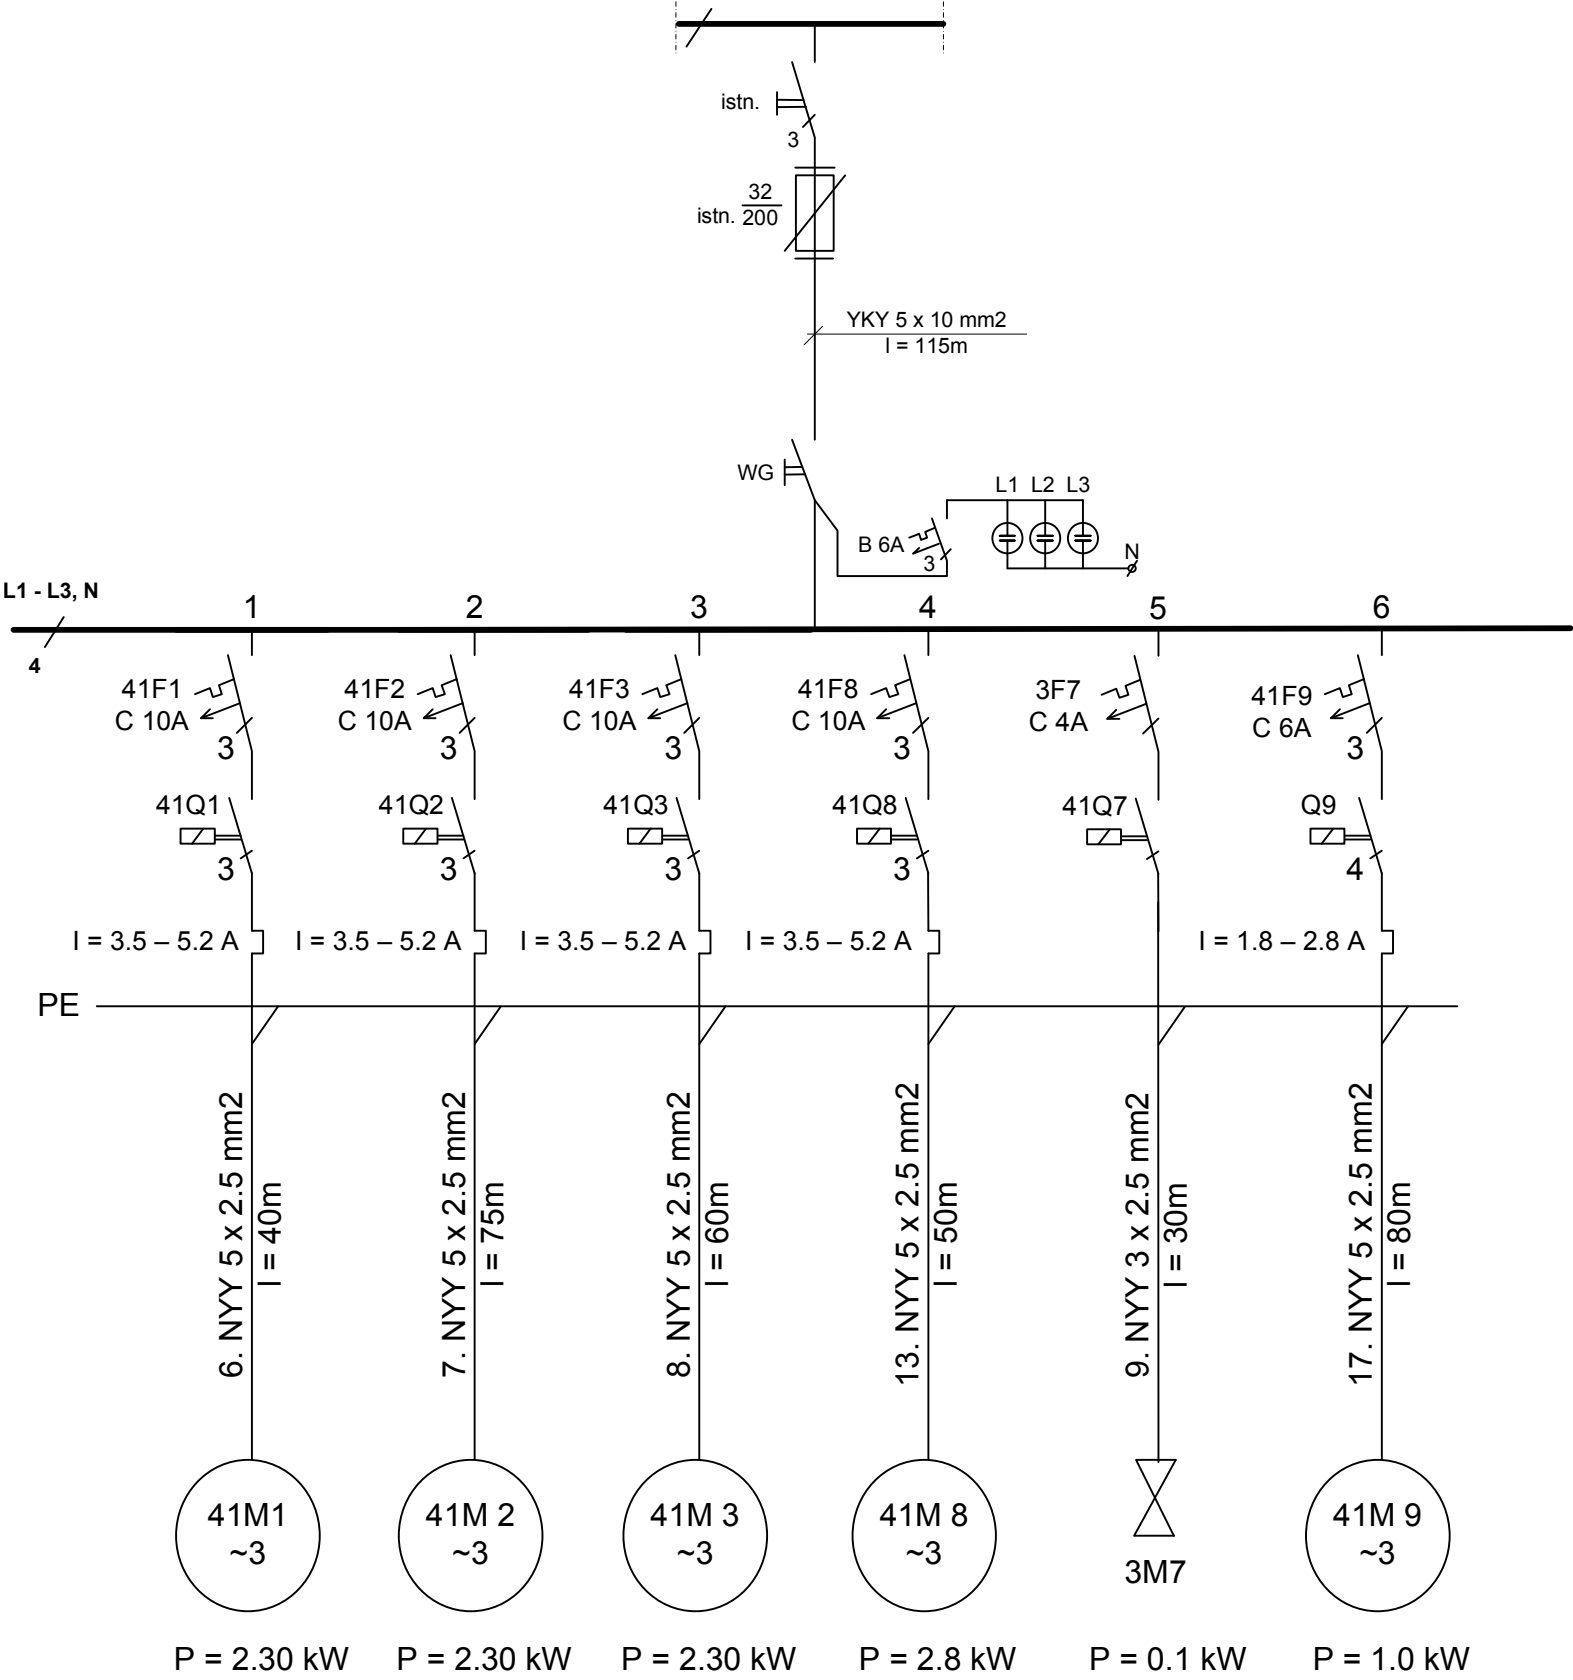 istn.
3
istn. 32
200
YKY 5 x 10 mm2
l = 115m
WG
L1 L2 L3
B 6A
3
N
L1 - L3, N
4
1 2 3 4 5 6
41F1 41F2 41F3 41F8 3F7 41F9
C 10A C 10A C 10A C 10A C 4A C 6A
3 3 3 3 3
41Q1 41Q2 41Q3 41Q8 41Q7 Q9
3 3 3 3 4
I = 3.5 – 5.2 A I = 3.5 – 5.2 A I = 3.5 – 5.2 A I = 3.5 – 5.2 A I = 1.8 – 2.8 A
PE
6. NYY 5 x 2.5 mm2
l = 40m
7. NYY 5 x 2.5 mm2
l = 75m
8. NYY 5 x 2.5 mm2
l = 60m
13. NYY 5 x 2.5 mm2
l = 50m
9. NYY 3 x 2.5 mm2
l = 30m
17. NYY 5 x 2.5 mm2
l = 80m
41M1 41M 2 41M 3 41M 8 41M 9
~3 ~3 ~3 ~3 ~3
3M7
P = 2.30 kW P = 2.30 kW P = 2.30 kW P = 2.8 kW P = 0.1 kW P = 1.0 kW